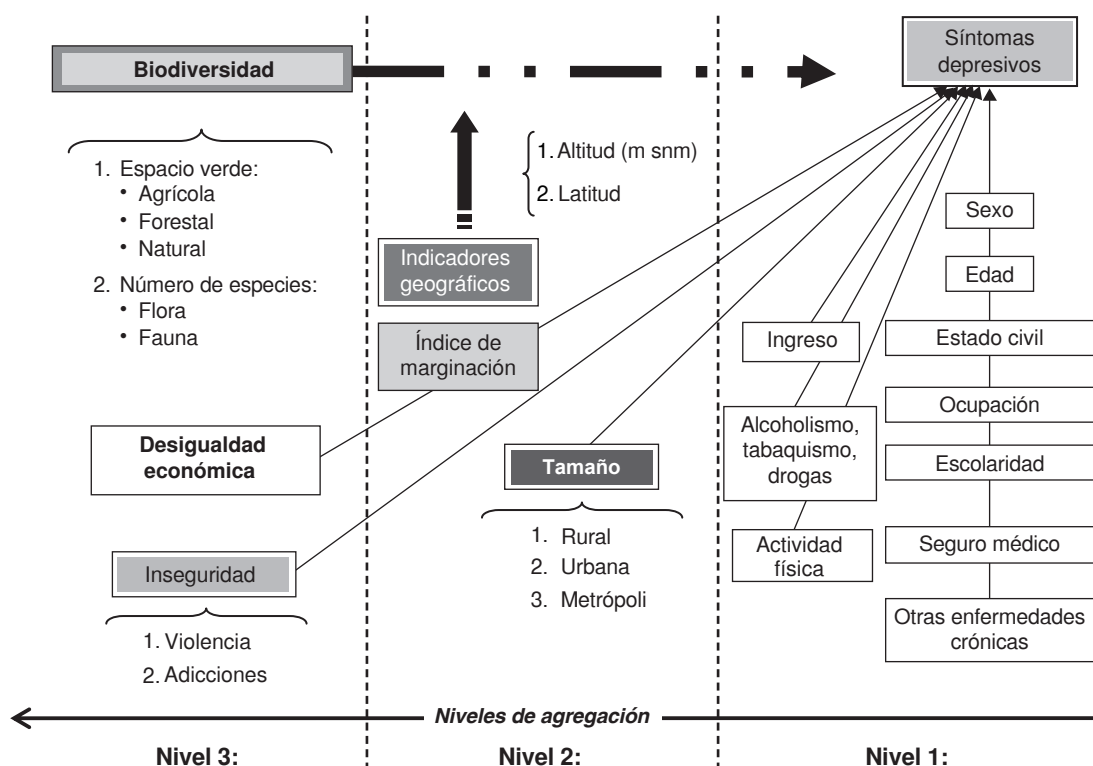 Biodiversidad
1. Espacio verde:
• Agrícola
• Forestal
• Natural
2. Número de especies:
• Flora
• Fauna
Desigualdad
económica
Inseguridad
1. Violencia
2. Adicciones
1. Altitud (m snm)
2. Latitud
Indicadores
geográficos
Índice de
marginación
Tamaño
1. Rural
2. Urbana
3. Metrópoli
Síntomas
depresivos
Ingreso
Alcoholismo,
tabaquismo,
drogas
Actividad
física
Sexo
Edad
Estado civil
Ocupación
Escolaridad
Seguro médico
Otras enfermedades
crónicas
Niveles de agregación
Nivel 3:
Nivel 2:
Nivel 1: